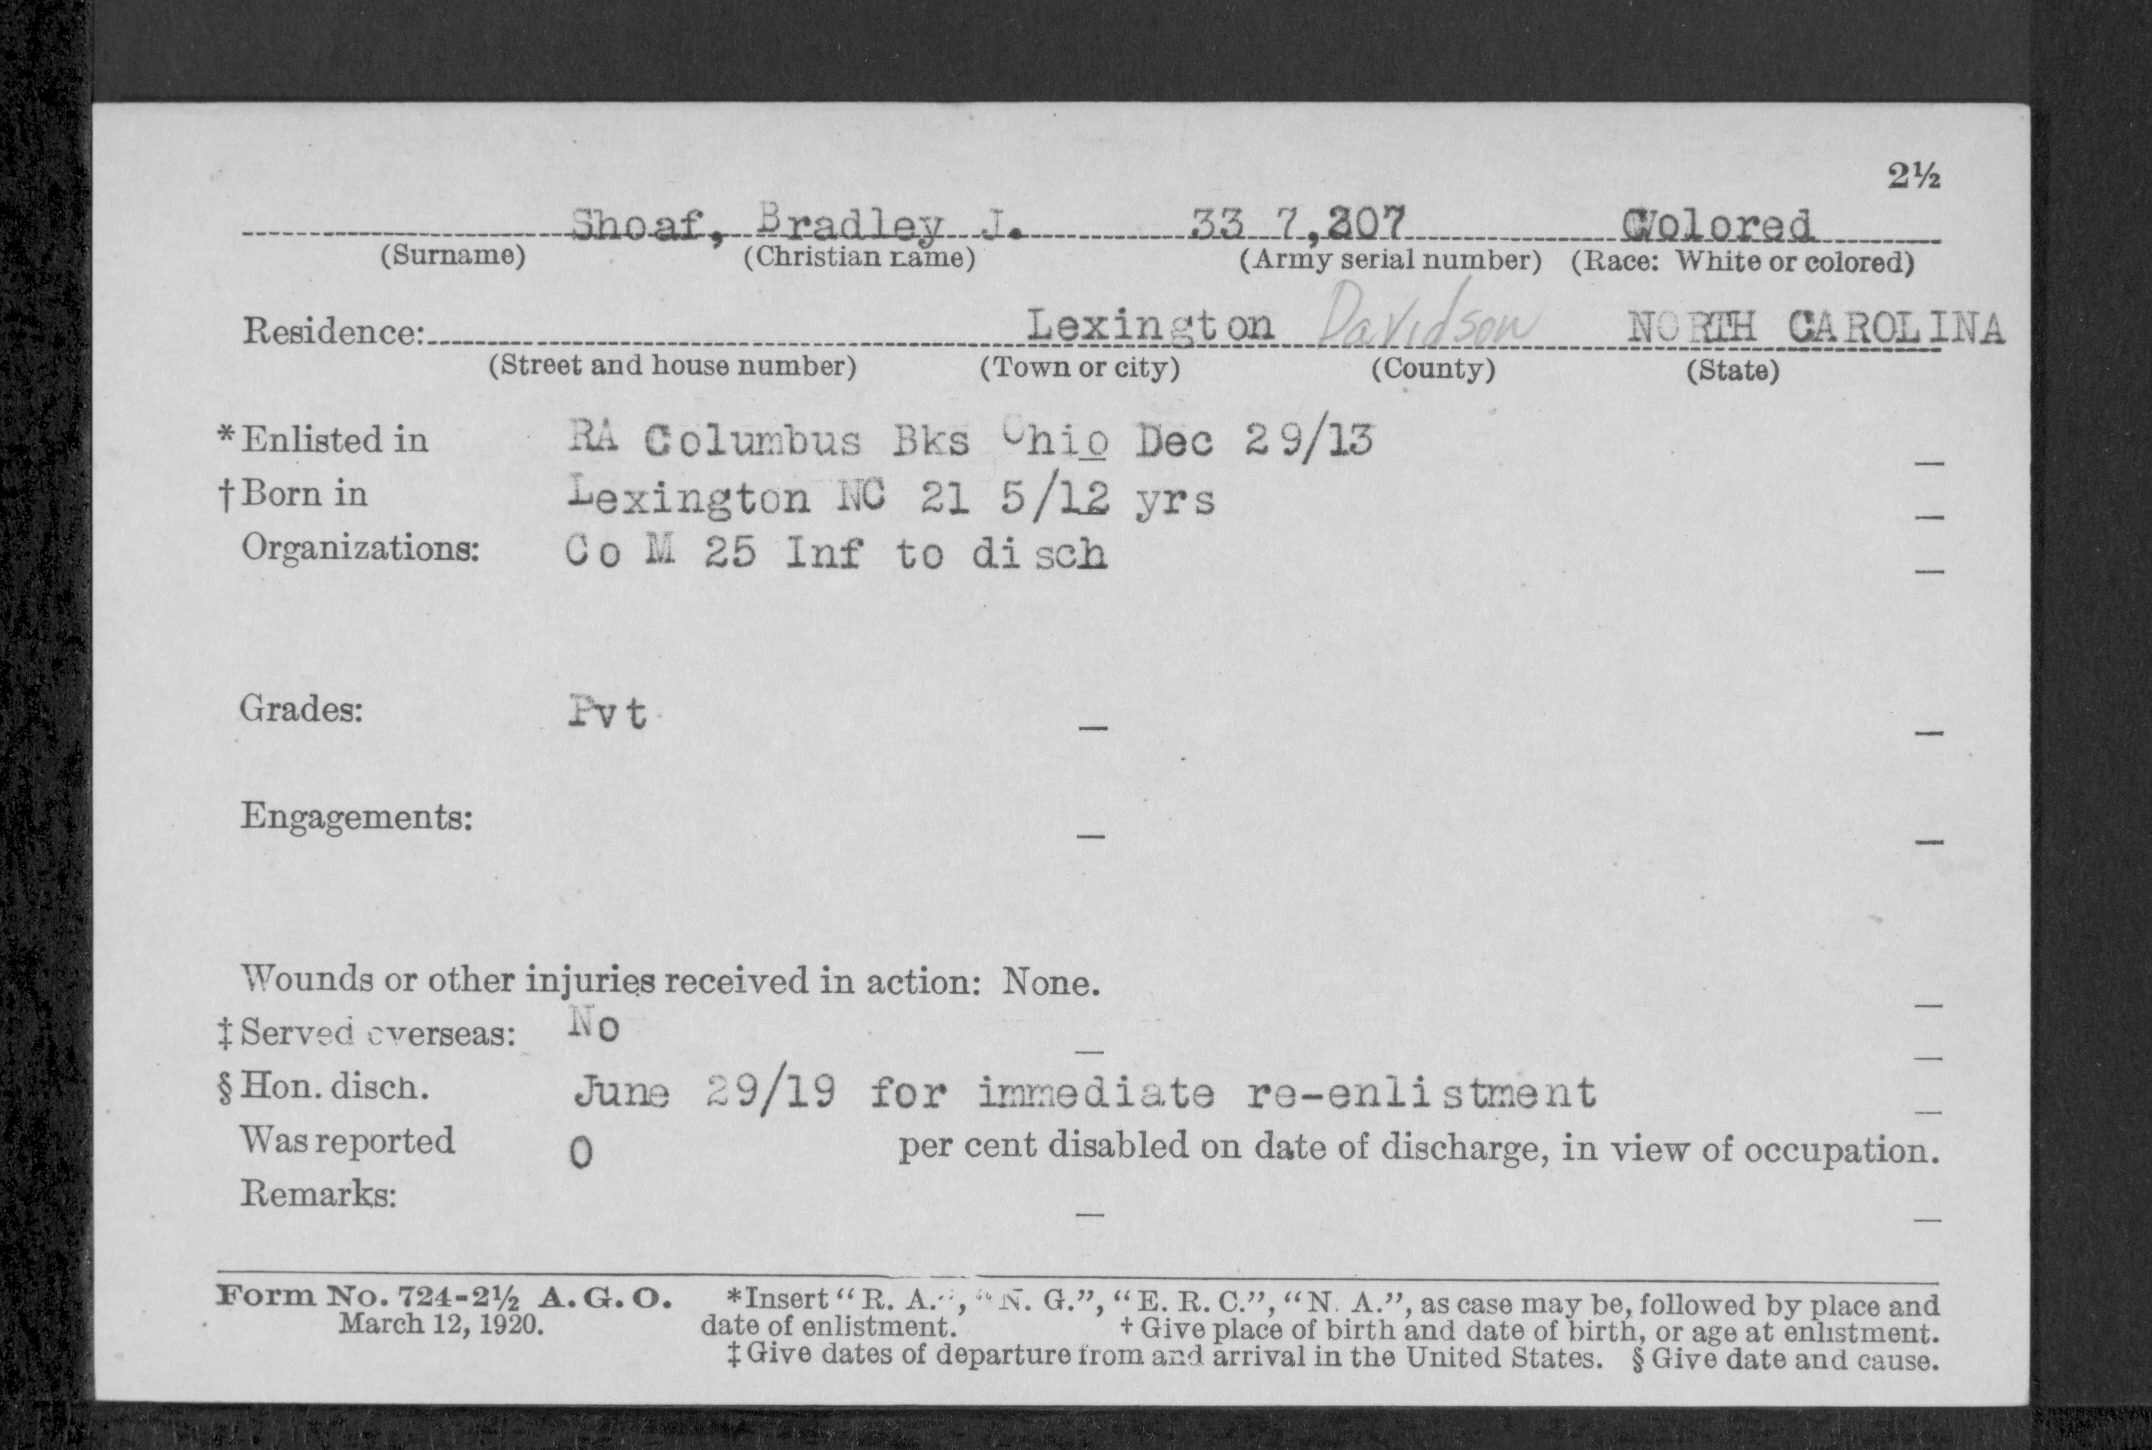 2½
Shoaf, Bradley J. 33 7,207 Colored
(Surname) (Christian name) (Army serial number) (Race: White or colored)
Residence: Lexington Davidson NORTH CAROLINA
(Street and house number) (Town or city) (County) (State)
*Enlisted in RA Columbus Bks Ohio Dec 29/13
†Born in Lexington NC 21 5/12 yrs
Organizations: Co M 25 Inf to disch
Grades: Pvt
Engagements:
Wounds or other injuries received in action: None.
‡Served overseas: No
§Hon. disch. June 29/19 for immediate re-enlistment
Was reported 0 per cent disabled on date of discharge, in view of occupation.
Remarks:
Form No. 724-2½ A.G.O. *Insert "R. A.", "N. G.", "E. R. C.", "N. A.", as case may be, followed by place and
March 12, 1920. date of enlistment. †Give place of birth and date of birth, or age at enlistment.
‡Give dates of departure from and arrival in the United States. §Give date and cause.